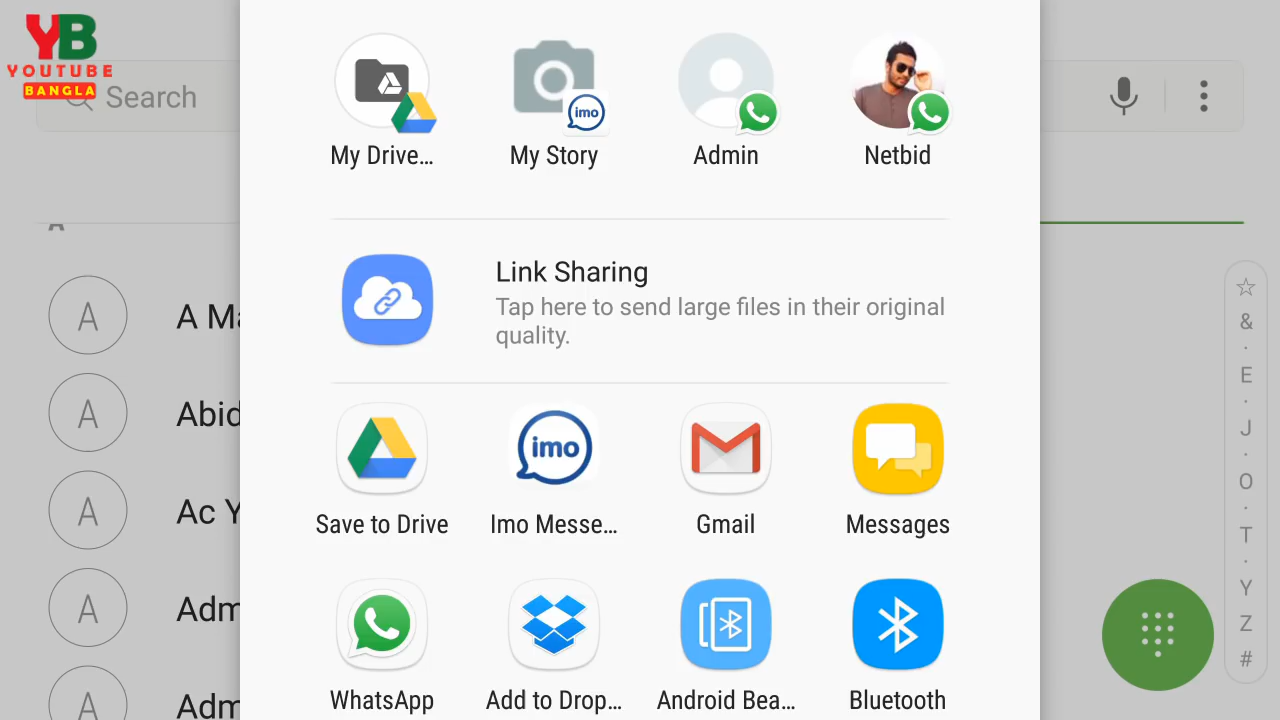 YB
YOUTUBE
BANGLA
Search
My Drive...
imo
My Story
Admin
Netbid
A
Link Sharing
Tap here to send large files in their original
quality.
A
A Ma
A
Abid
A
Ac Y
A
Adm
A
Adm
imo
Save to Drive
Imo Messe...
Gmail
Messages
WhatsApp
Add to Drop...
Android Bea...
Bluetooth
&
E
J
O
T
Y
Z
#